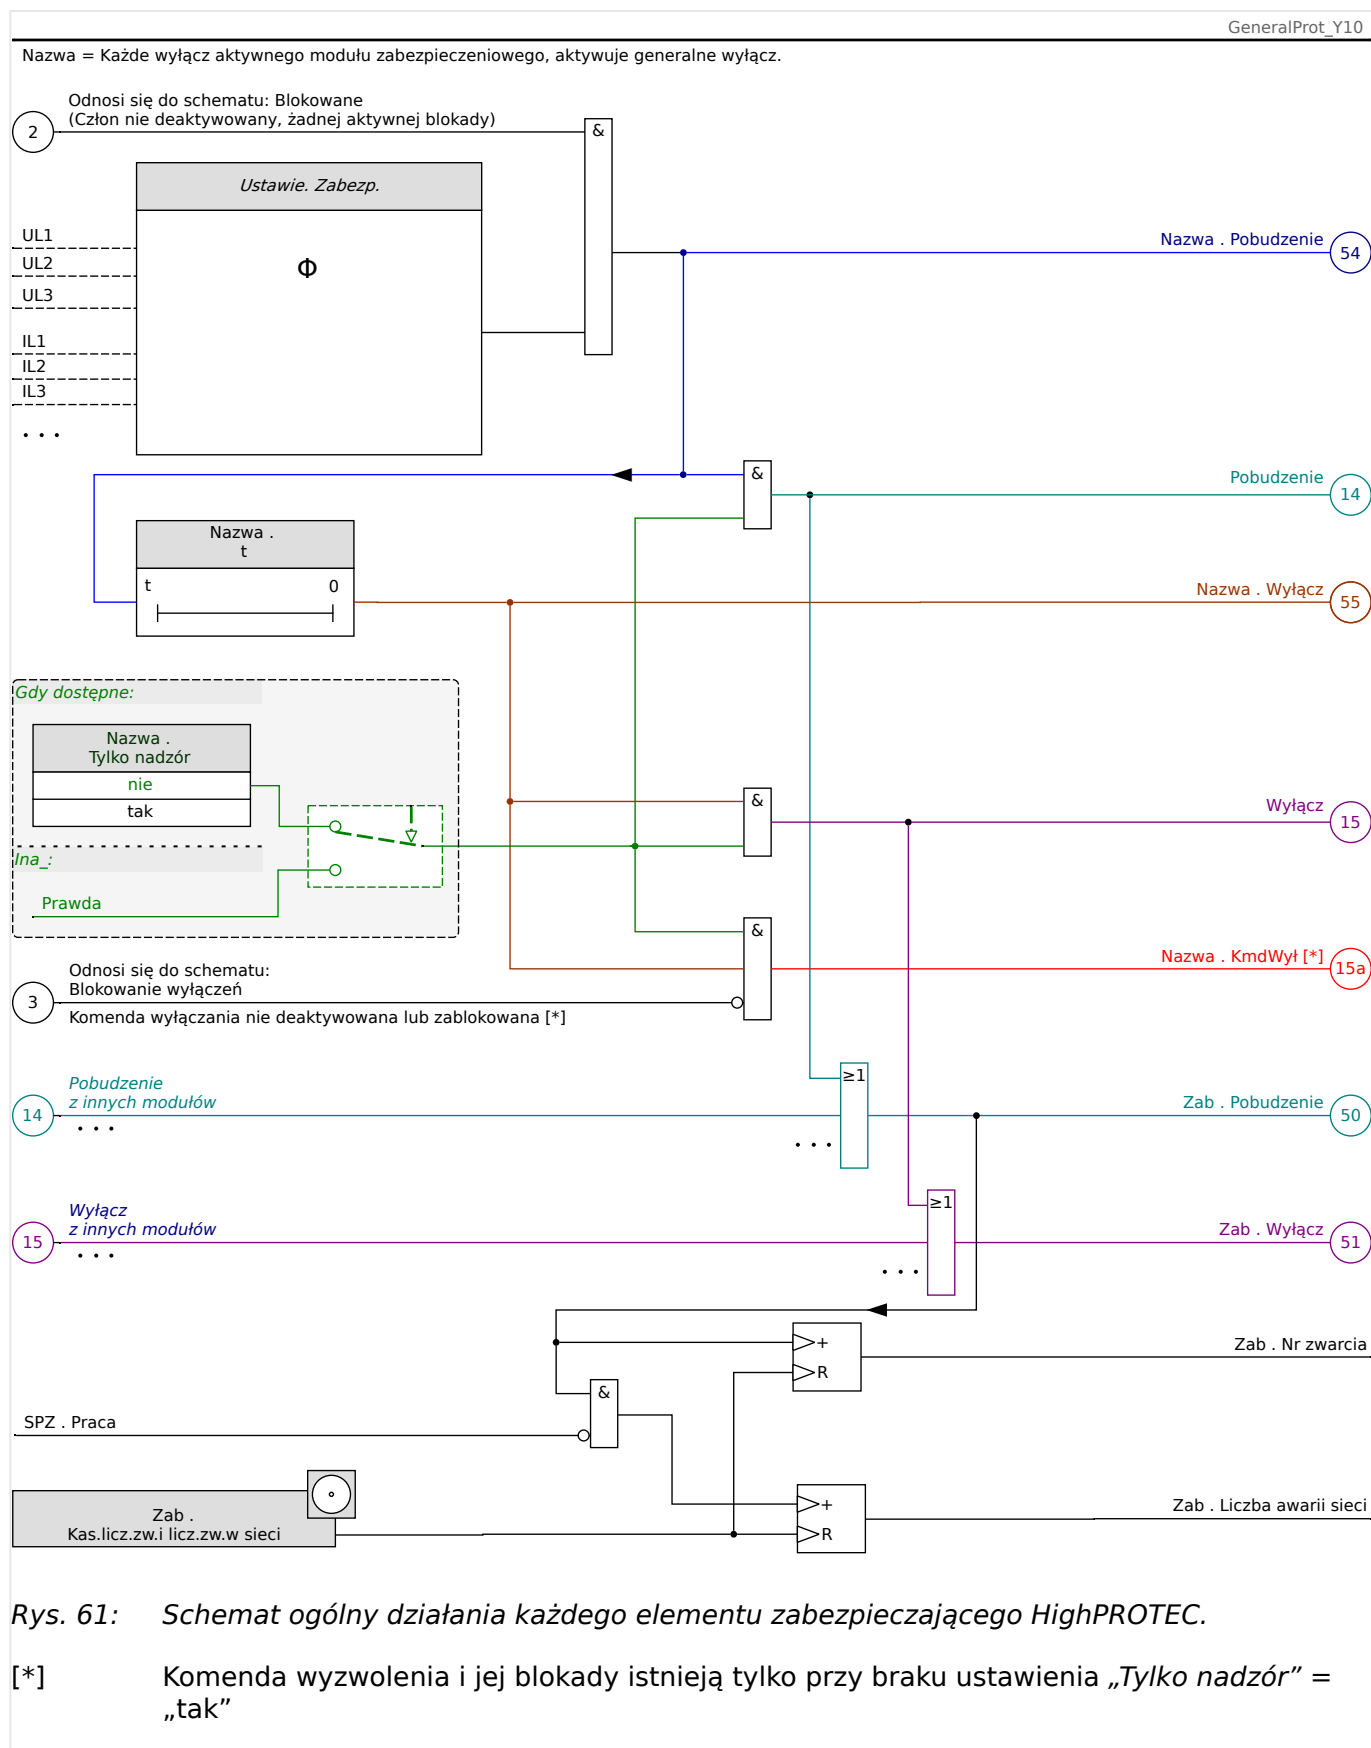 GeneralProt_Y10
Nazwa = Każde wyłącz aktywnego modułu zabezpieczeniowego, aktywuje generalne wyłącz.
Odnosi się do schematu: Blokowane
(Człon nie deaktywowany, żadnej aktywnej blokady)
2
&
Ustawie. Zabezp.
Φ
UL1
UL2
UL3
IL1
IL2
IL3
• • •
Nazwa . Pobudzenie
54
&
Pobudzenie
14
Nazwa .
t
t 0
Nazwa . Wyłącz
55
Gdy dostępne:
Nazwa .
Tylko nadzór
nie
tak
Ina_:
Prawda
&
Wyłącz
15
&
Nazwa . KmdWył [*]
15a
Odnosi się do schematu:
Blokowanie wyłączeń
3
Komenda wyłączania nie deaktywowana lub zablokowana [*]
Pobudzenie
z innych modułów
14
• • •
≥1
• • •
Zab . Pobudzenie
50
Wyłącz
z innych modułów
15
• • •
≥1
• • •
Zab . Wyłącz
51
+
R
Zab . Nr zwarcia
&
SPZ . Praca
Zab .
Kas.licz.zw.i licz.zw.w sieci
+
R
Zab . Liczba awarii sieci
Rys. 61: Schemat ogólny działania każdego elementu zabezpieczającego HighPROTEC.
[*] Komenda wyzwolenia i jej blokady istnieją tylko przy braku ustawienia „Tylko nadzór” =
„tak”